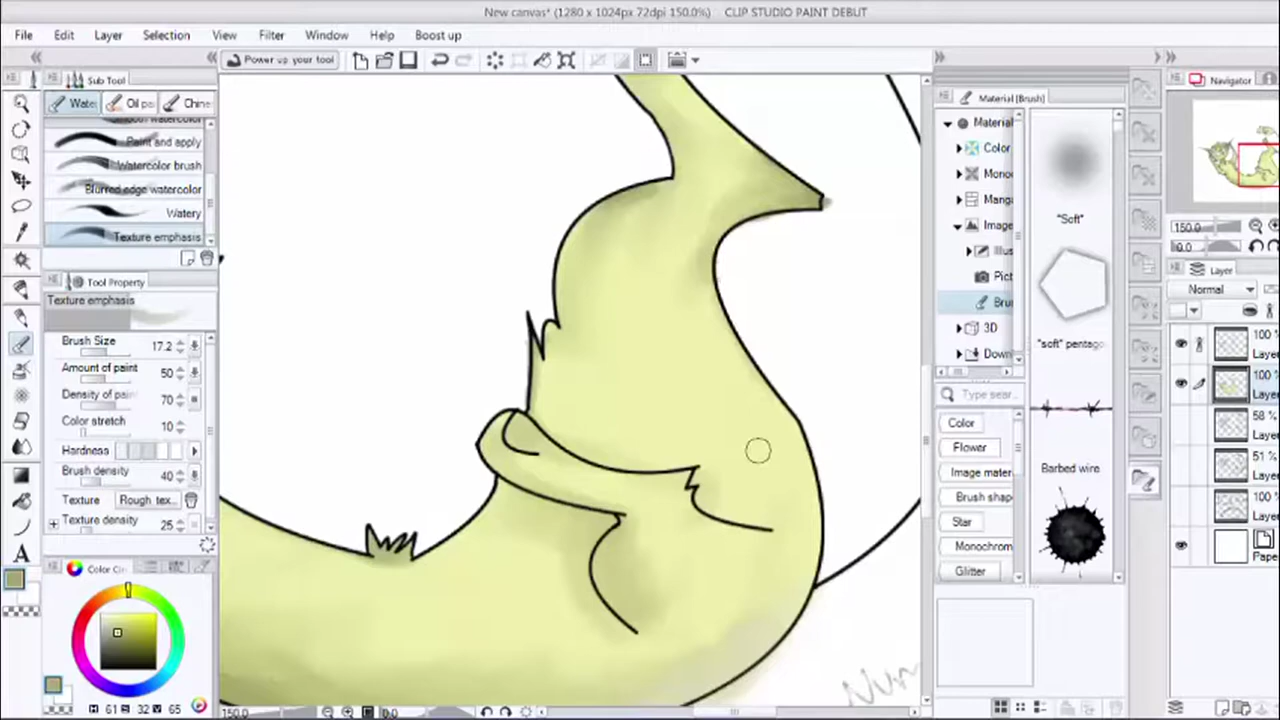 New canvas* (1280 x 1024px 72dpi 150.0%) - CLIP STUDIO PAINT DEBUT
File Edit Layer Selection View Filter Window Help Boost up
Power up your tool
Sub Tool
Wate Oil pa Chine
Smooth watercolor
Paint and apply
Watercolor brush
Blurred edge watercolor
Watery
Texture emphasis
Tool Property
Texture emphasis
Brush Size 17.2
Amount of paint 50
Density of pain 70
Color stretch 10
Hardness
Brush density 40
Texture Rough tex...
Texture density 25
Color Cir
H 61 S 32 V 65
150.0 0.0
Material [Brush]
Material
Color
Mono
Manga
Image
Illus
Pict
Brus
3D
Down
Type sear...
Color
Flower
Image mater
Brush shap
Star
Monochrom
Glitter
"Soft"
"soft" pentago
Barbed wire
Navigator
150.0
0.0
Layer
Normal
100
Laye
100 %
Laye
58 %
Laye
51 %
Laye
100
Laye
Pape